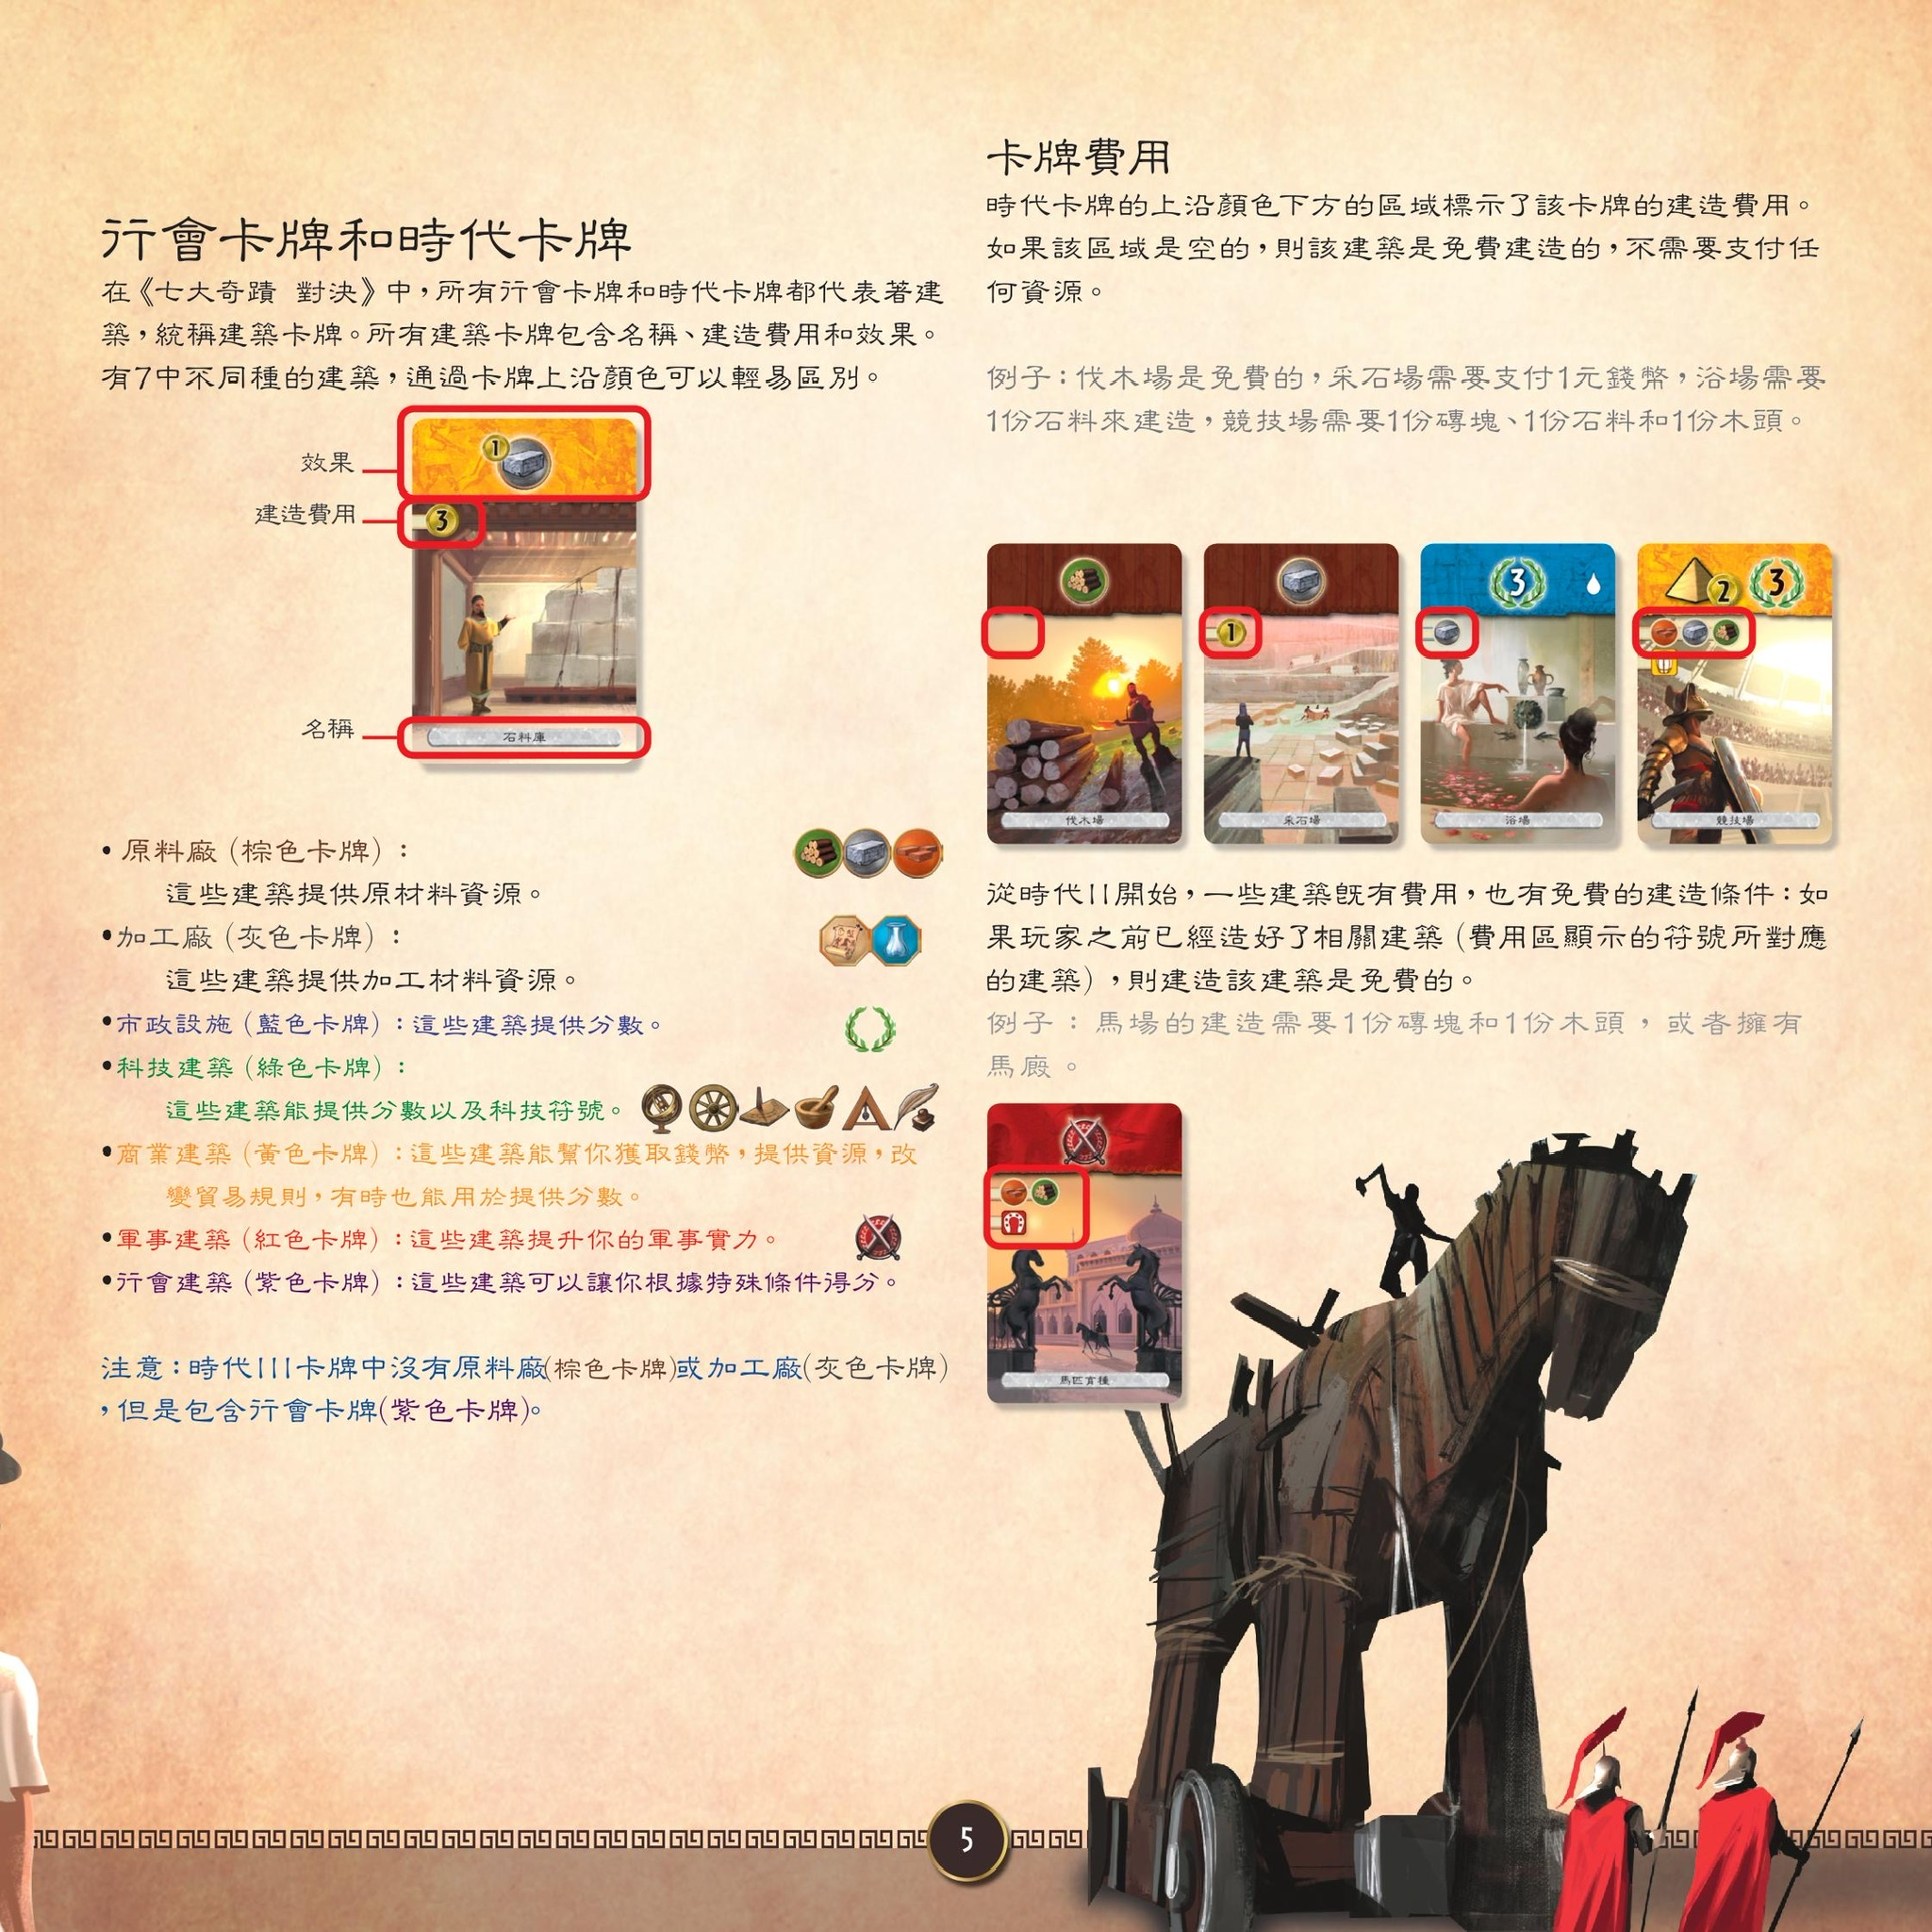 行會卡牌和時代卡牌
在《七大奇蹟 對決》中，所有行會卡牌和時代卡牌都代表著建
築，統稱建築卡牌。所有建築卡牌包含名稱、建造費用和效果。
有7中不同種的建築，通過卡牌上沿顏色可以輕易區別。
效果
1
建造費用
3
名稱
石料庫
• 原料廠（棕色卡牌）：
這些建築提供原材料資源。
•加工廠（灰色卡牌）：
這些建築提供加工材料資源。
•市政設施（藍色卡牌）：這些建築提供分數。
•科技建築（綠色卡牌）：
這些建築能提供分數以及科技符號。
•商業建築（黃色卡牌）：這些建築能幫你獲取錢幣，提供資源，改
變貿易規則，有時也能用於提供分數。
•軍事建築（紅色卡牌）：這些建築提升你的軍事實力。
•行會建築（紫色卡牌）：這些建築可以讓你根據特殊條件得分。
注意：時代III卡牌中沒有原料廠(棕色卡牌)或加工廠(灰色卡牌)
，但是包含行會卡牌(紫色卡牌)。
卡牌費用
時代卡牌的上沿顏色下方的區域標示了該卡牌的建造費用。
如果該區域是空的，則該建築是免費建造的，不需要支付任
何資源。
例子：伐木場是免費的，采石場需要支付1元錢幣，浴場需要
1份石料來建造，競技場需要1份磚塊、1份石料和1份木頭。
3
2 3
1
伐木場
采石場
浴場
競技場
從時代II開始，一些建築既有費用，也有免費的建造條件：如
果玩家之前已經造好了相關建築（費用區顯示的符號所對應
的建築），則建造該建築是免費的。
例子：馬場的建造需要1份磚塊和1份木頭，或者擁有
馬廄。
馬匹育種
5